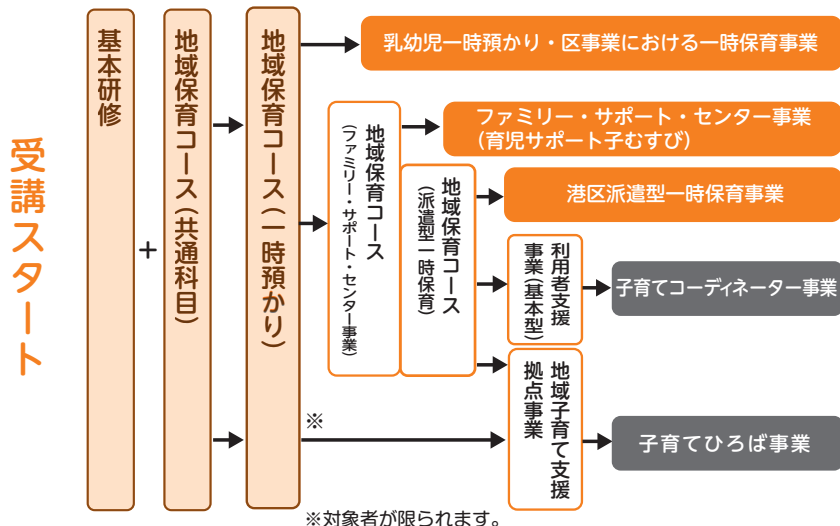 受講スタート
基本研修
+
地域保育コース(共通科目)
地域保育コース(一時預かり)
乳幼児一時預かり・区事業における一時保育事業
地域保育コース
(ファミリー・サポート・センター事業)
ファミリー・サポート・センター事業
(育児サポート子むすび)
地域保育コース
(派遣型一時保育)
港区派遣型一時保育事業
利用者支援
事業(基本型)
子育てコーディネーター事業
※
地域子育て支援
拠点事業
子育てひろば事業
※対象者が限られます。